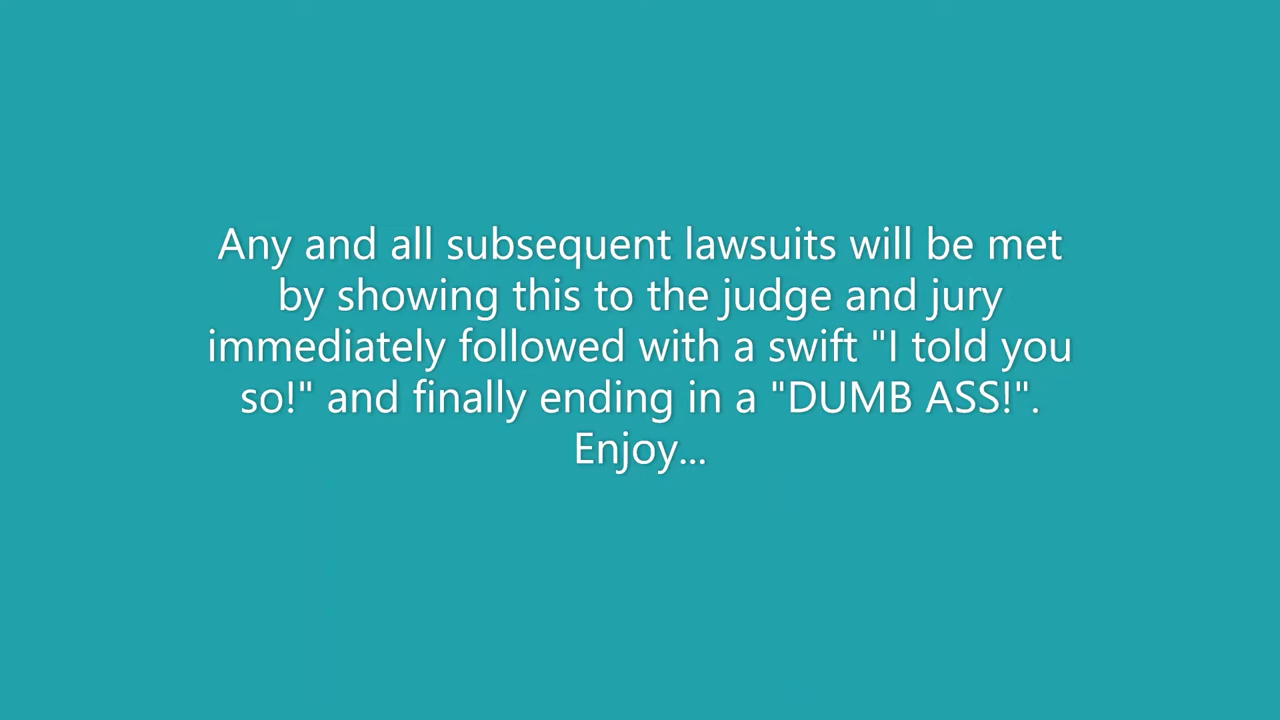 Any and all subsequent lawsuits will be met
by showing this to the judge and jury
immediately followed with a swift "I told you
so!" and finally ending in a "DUMB ASS!".
Enjoy...